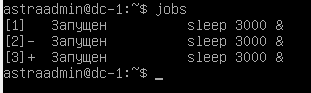 astraadmin@dc-1:~$ jobs
[1]   Запущен          sleep 3000 &
[2]-  Запущен          sleep 3000 &
[3]+  Запущен          sleep 3000 &
astraadmin@dc-1:~$ _